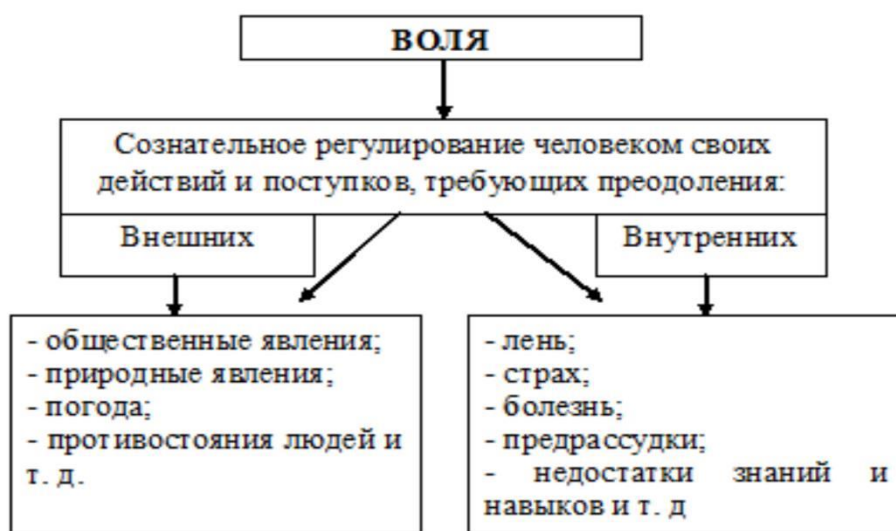 ВОЛЯ
Сознательное регулирование человеком своих
действий и поступков, требующих преодоления:
Внешних
Внутренних
- общественные явления;
- природные явления;
- погода;
- противостояния людей и
т. д.
- лень;
- страх;
- болезнь;
- предрассудки;
- недостатки знаний и
навыков и т. д